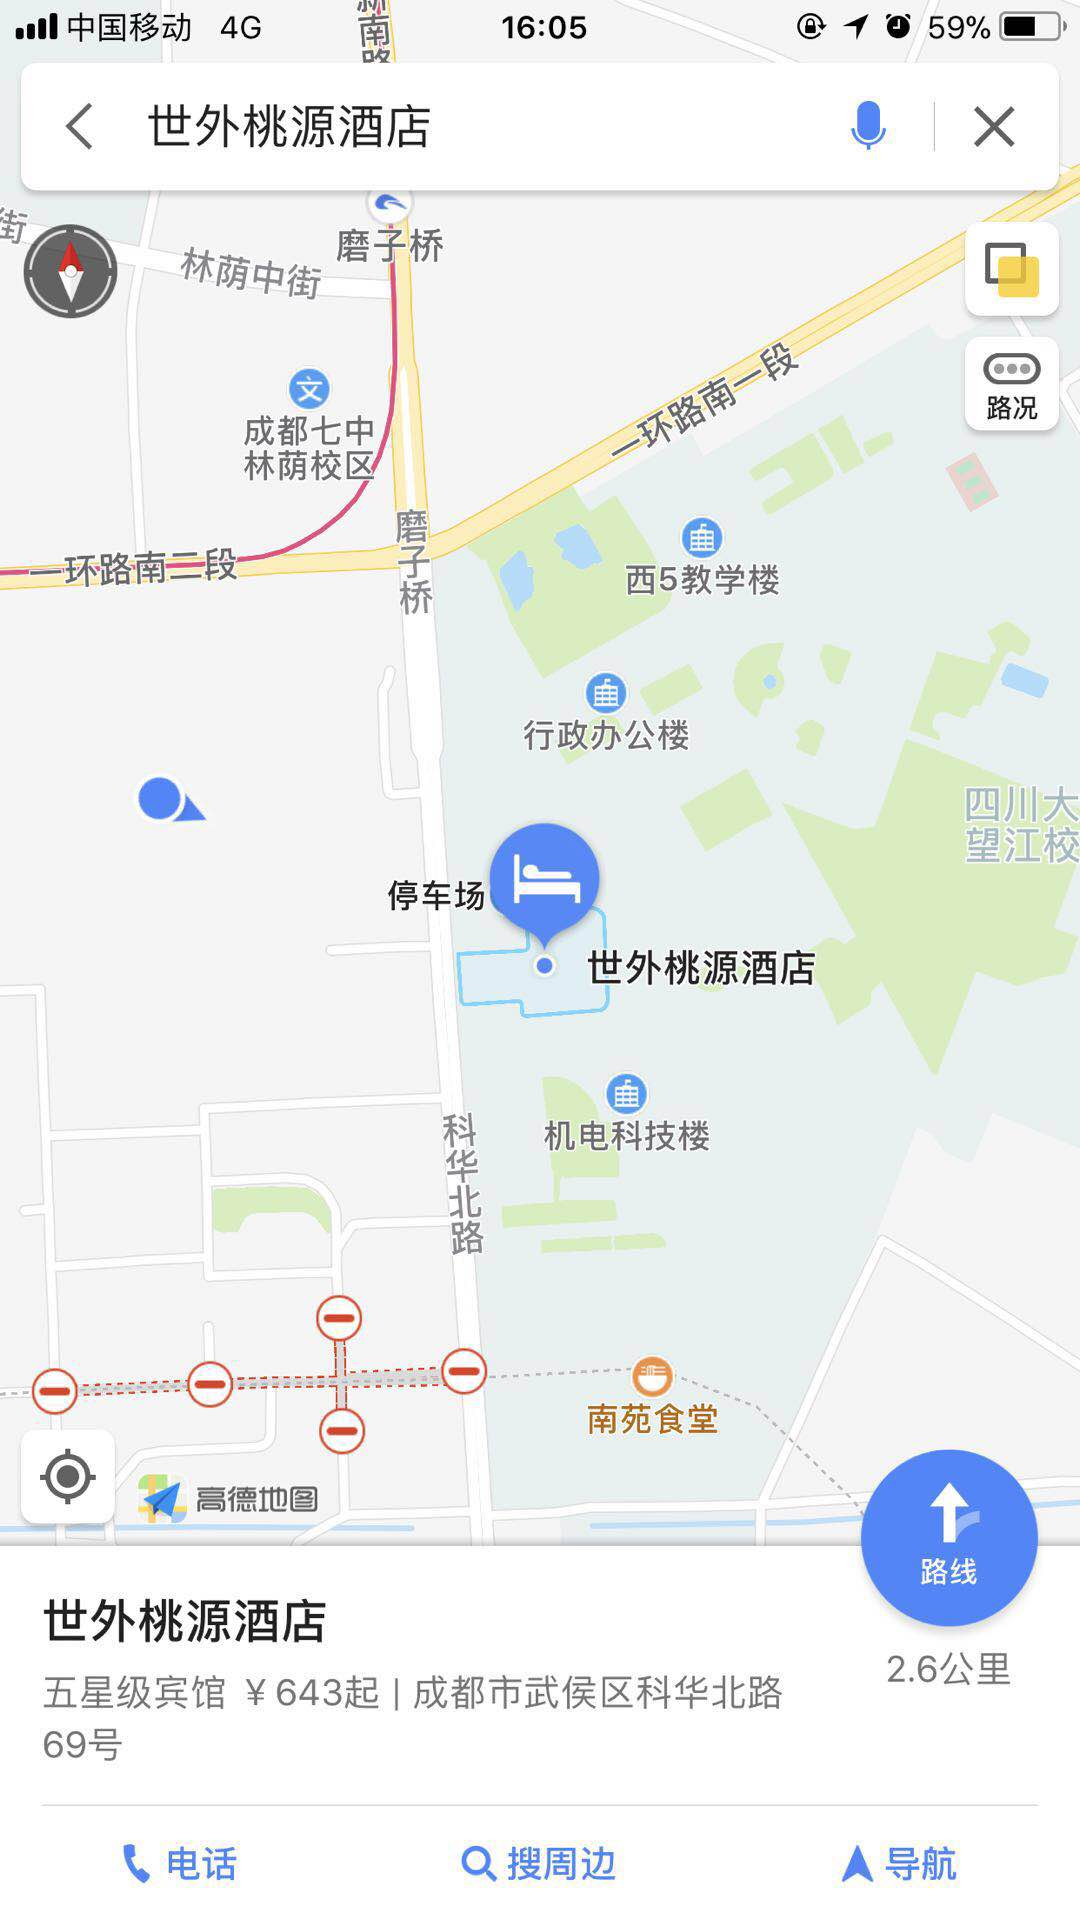 中国移动 4G 16:05 59%
新南路
世外桃源酒店
街
磨子桥
林荫中街
一环路南一段
路况
文
成都七中
林荫校区
磨子桥
西5教学楼
一环路南二段
行政办公楼
四川大
望江校
停车场
世外桃源酒店
机电科技楼
科华北路
南苑食堂
高德地图
路线
世外桃源酒店
2.6公里
五星级宾馆 ¥643起 | 成都市武侯区科华北路
69号
电话 搜周边 导航